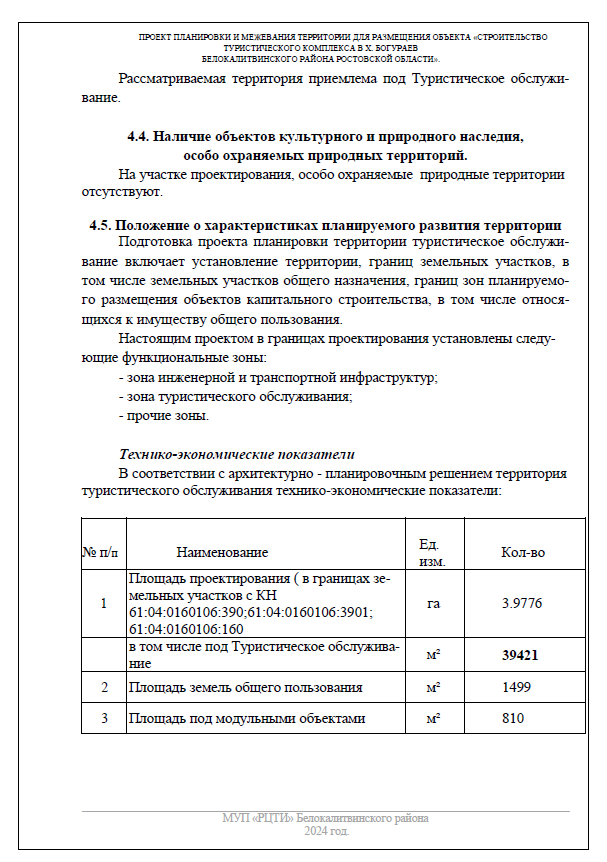 ПРОЕКТ ПЛАНИРОВКИ И МЕЖЕВАНИЯ ТЕРРИТОРИИ ДЛЯ РАЗМЕЩЕНИЯ ОБЪЕКТА «СТРОИТЕЛЬСТВО
ТУРИСТИЧЕСКОГО КОМПЛЕКСА В Х. БОГУРАЕВ
БЕЛОКАЛИТВИНСКОГО РАЙОНА РОСТОВСКОЙ ОБЛАСТИ».
Рассматриваемая территория приемлема под Туристическое обслужи-
вание.
4.4. Наличие объектов культурного и природного наследия,
особо охраняемых природных территорий.
На участке проектирования, особо охраняемые природные территории
отсутствуют.
4.5. Положение о характеристиках планируемого развития территории
Подготовка проекта планировки территории туристическое обслужи-
вание включает установление территории, границ земельных участков, в
том числе земельных участков общего назначения, границ зон планируемо-
го размещения объектов капитального строительства, в том числе относя-
щихся к имуществу общего пользования.
Настоящим проектом в границах проектирования установлены следу-
ющие функциональные зоны:
- зона инженерной и транспортной инфраструктур;
- зона туристического обслуживания;
- прочие зоны.
Технико-экономические показатели
В соответствии с архитектурно - планировочным решением территория
туристического обслуживания технико-экономические показатели:
№ п/п Наименование Ед. изм. Кол-во
1 Площадь проектирования ( в границах зе-
мельных участков с КН
61:04:0160106:390;61:04:0160106:3901;
61:04:0160106:160 га 3.9776
в том числе под Туристическое обслужива-
ние м² 39421
2 Площадь земель общего пользования м² 1499
3 Площадь под модульными объектами м² 810
МУП «РЦТИ» Белокалитвинского района
2024 год.